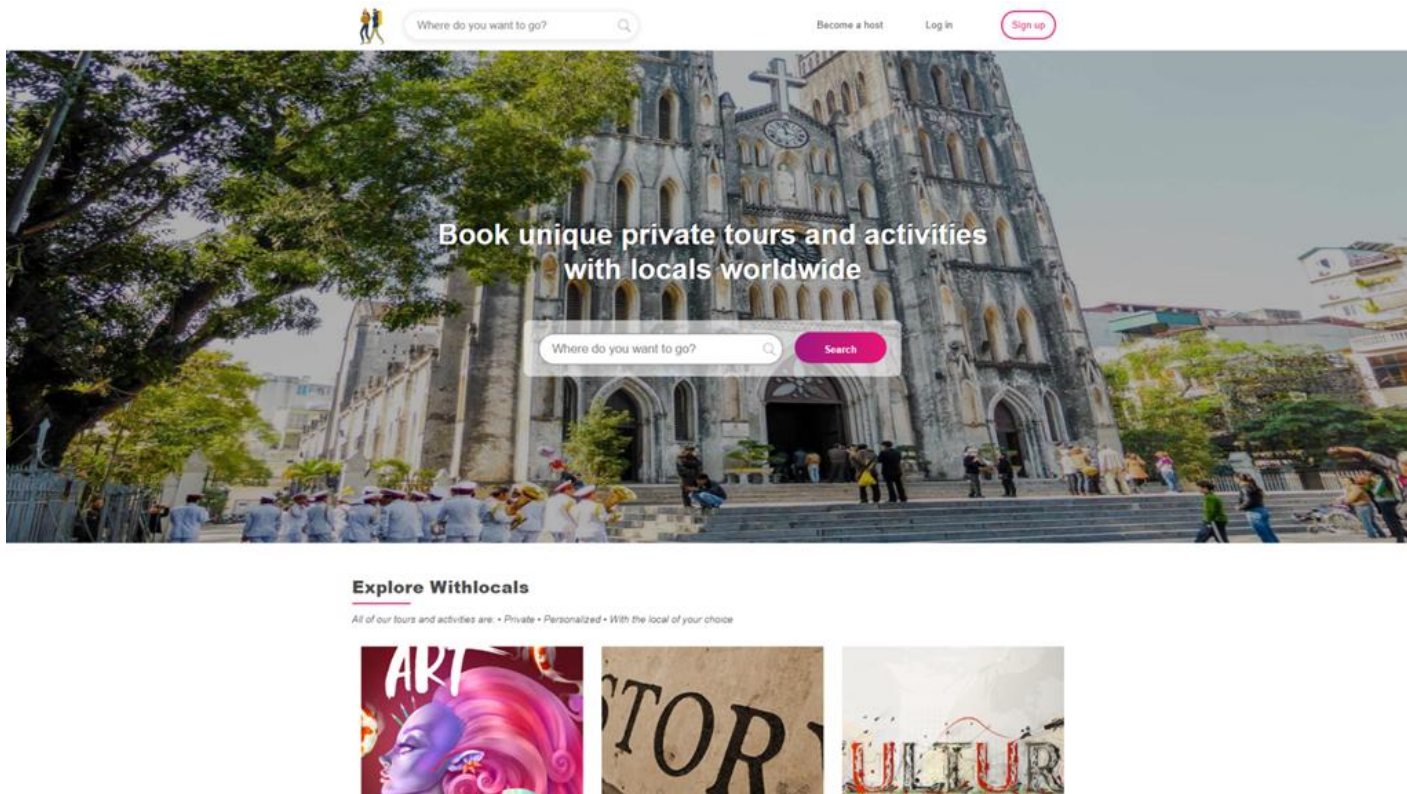 Where do you want to go?
Become a host
Log in
Sign up
Book unique private tours and activities
with locals worldwide
Where do you want to go?
Search
Explore Withlocals
All of our tours and activities are: • Private • Personalized • With the local of your choice
ART
STORY
ULTUR